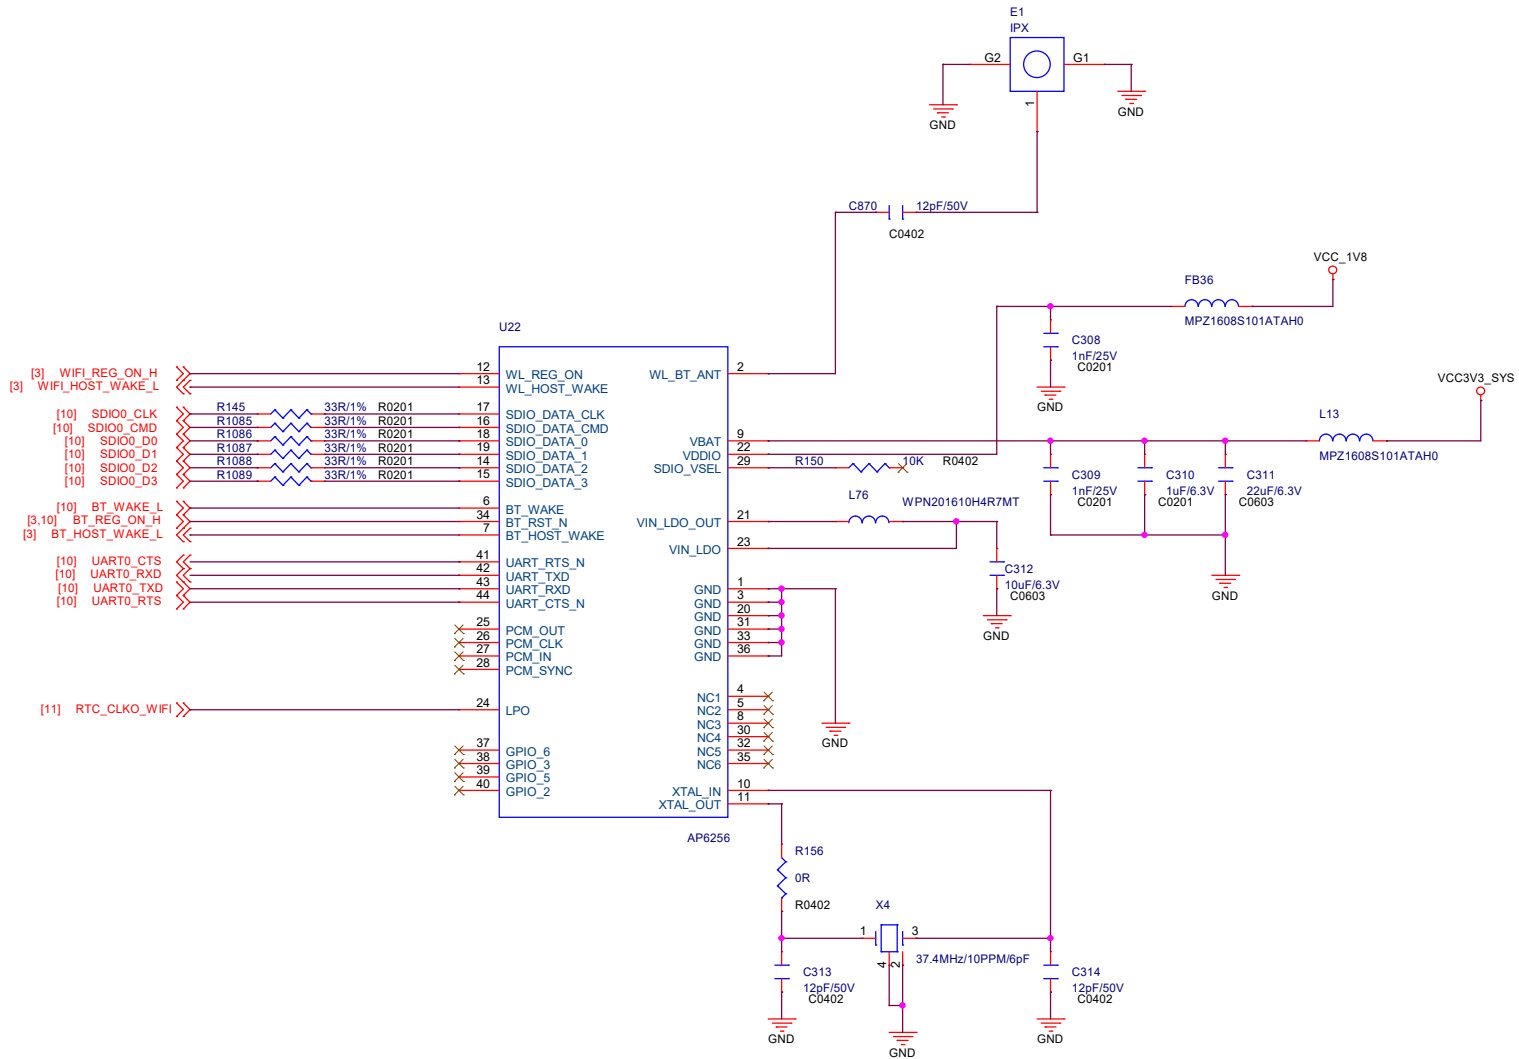 E1
IPX
G2
G1
1
GND
GND
C870
12pF/50V
C0402
VCC_1V8
FB36
MPZ1608S101ATAH0
C308
1nF/25V
C0201
GND
VCC3V3_SYS
L13
MPZ1608S101ATAH0
C309
1nF/25V
C0201
C310
1uF/6.3V
C0201
C311
22uF/6.3V
C0603
GND
U22
[3] WIFI_REG_ON_H
12
WL_REG_ON
[3] WIFI_HOST_WAKE_L
13
WL_HOST_WAKE
[10] SDIO0_CLK
R145 33R/1% R0201
17
SDIO_DATA_CLK
[10] SDIO0_CMD
R1085 33R/1% R0201
16
SDIO_DATA_CMD
[10] SDIO0_D0
R1086 33R/1% R0201
18
SDIO_DATA_0
[10] SDIO0_D1
R1087 33R/1% R0201
19
SDIO_DATA_1
[10] SDIO0_D2
R1088 33R/1% R0201
14
SDIO_DATA_2
[10] SDIO0_D3
R1089 33R/1% R0201
15
SDIO_DATA_3
[10] BT_WAKE_L
6
BT_WAKE
[3,10] BT_REG_ON_H
34
BT_RST_N
[3] BT_HOST_WAKE_L
7
BT_HOST_WAKE
[10] UART0_CTS
41
UART_RTS_N
[10] UART0_RXD
42
UART_TXD
[10] UART0_TXD
43
UART_RXD
[10] UART0_RTS
44
UART_CTS_N
25
PCM_OUT
26
PCM_CLK
27
PCM_IN
28
PCM_SYNC
[11] RTC_CLKO_WIFI
24
LPO
37
GPIO_6
38
GPIO_3
39
GPIO_5
40
GPIO_2
WL_BT_ANT
2
VBAT
9
VDDIO
22
SDIO_VSEL
29
R150 10K R0402
L76
WPN201610H4R7MT
VIN_LDO_OUT
21
VIN_LDO
23
C312
10uF/6.3V
C0603
GND
GND
1
GND
3
GND
20
GND
31
GND
33
GND
36
GND
NC1
4
NC2
5
NC3
8
NC4
30
NC5
32
NC6
35
XTAL_IN
10
XTAL_OUT
11
AP6256
R156
0R
R0402
X4
1
3
4
2
37.4MHz/10PPM/6pF
C313
12pF/50V
C0402
GND
GND
C314
12pF/50V
C0402
GND